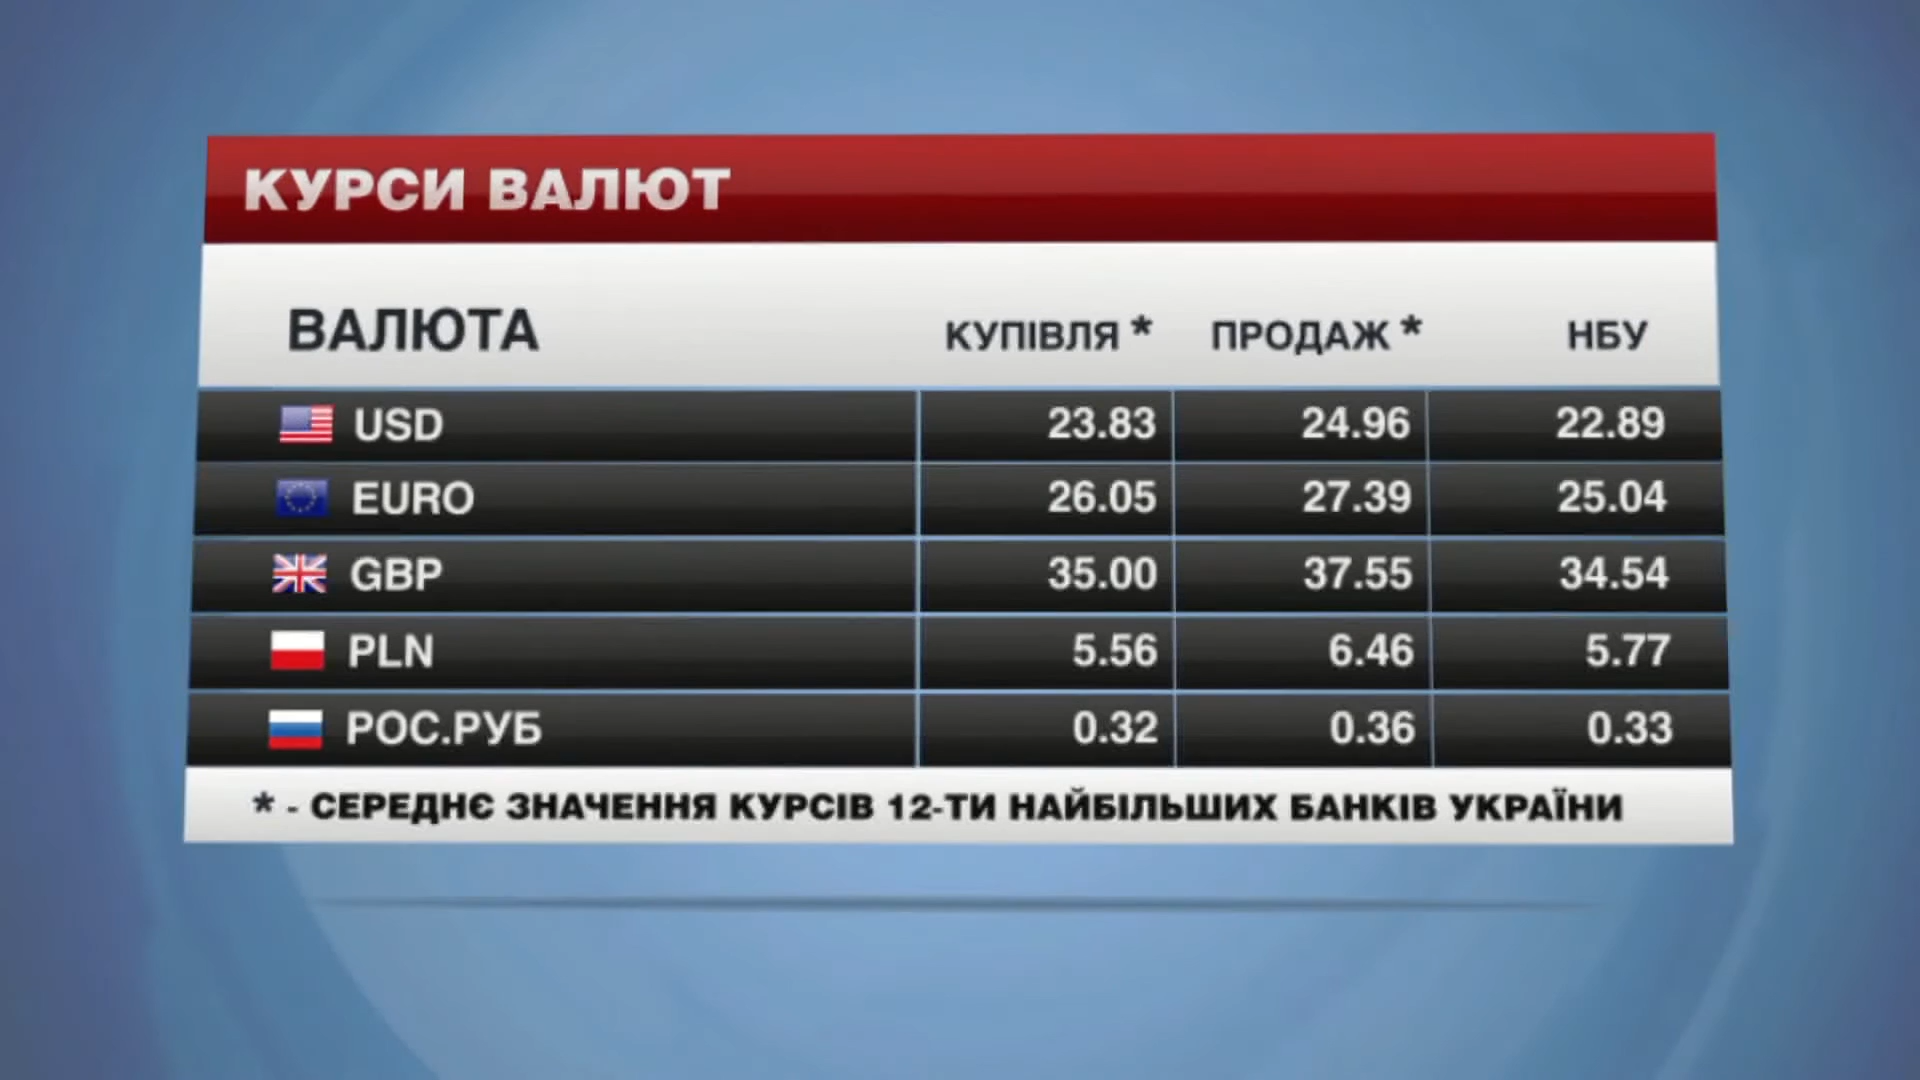 КУРСИ ВАЛЮТ
ВАЛЮТА КУПІВЛЯ * ПРОДАЖ * НБУ
USD 23.83 24.96 22.89
EURO 26.05 27.39 25.04
GBP 35.00 37.55 34.54
PLN 5.56 6.46 5.77
РОС.РУБ 0.32 0.36 0.33
* - СЕРЕДНЄ ЗНАЧЕННЯ КУРСІВ 12-ТИ НАЙБІЛЬШИХ БАНКІВ УКРАЇНИ